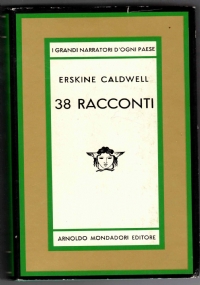 I GRANDI NARRATORI D'OGNI PAESE
ERSKINE CALDWELL
38 RACCONTI
ARNOLDO MONDADORI EDITORE